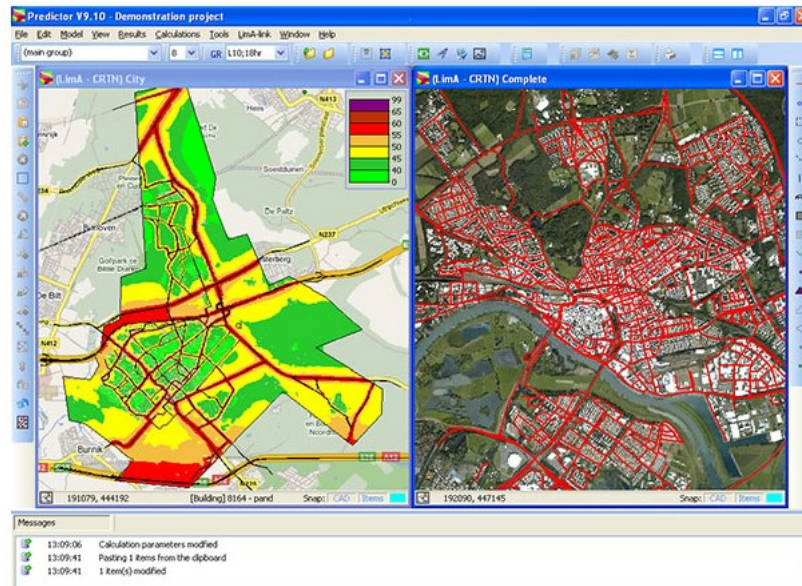 Predictor V9.10 - Demonstration project
File Edit Model View Results Calculations Tools LimA-link Window Help
(main group) 8 GR L10;18hr
(LimA - CRTN) City
(LimA - CRTN) Complete
99
65
60
55
50
45
40
0
N413
Hees
Soestduinen
De Paltz
N234
Bilthoven
N237
De Bilt
N412
Bunnik
A12
191079, 444192 [Building] 8164 - pand Snap: CAD Items
192090, 447145 Snap: CAD Items
Messages
13:09:06 Calculation parameters modified
13:09:41 Pasting 1 items from the clipboard
13:09:41 1 item(s) modified